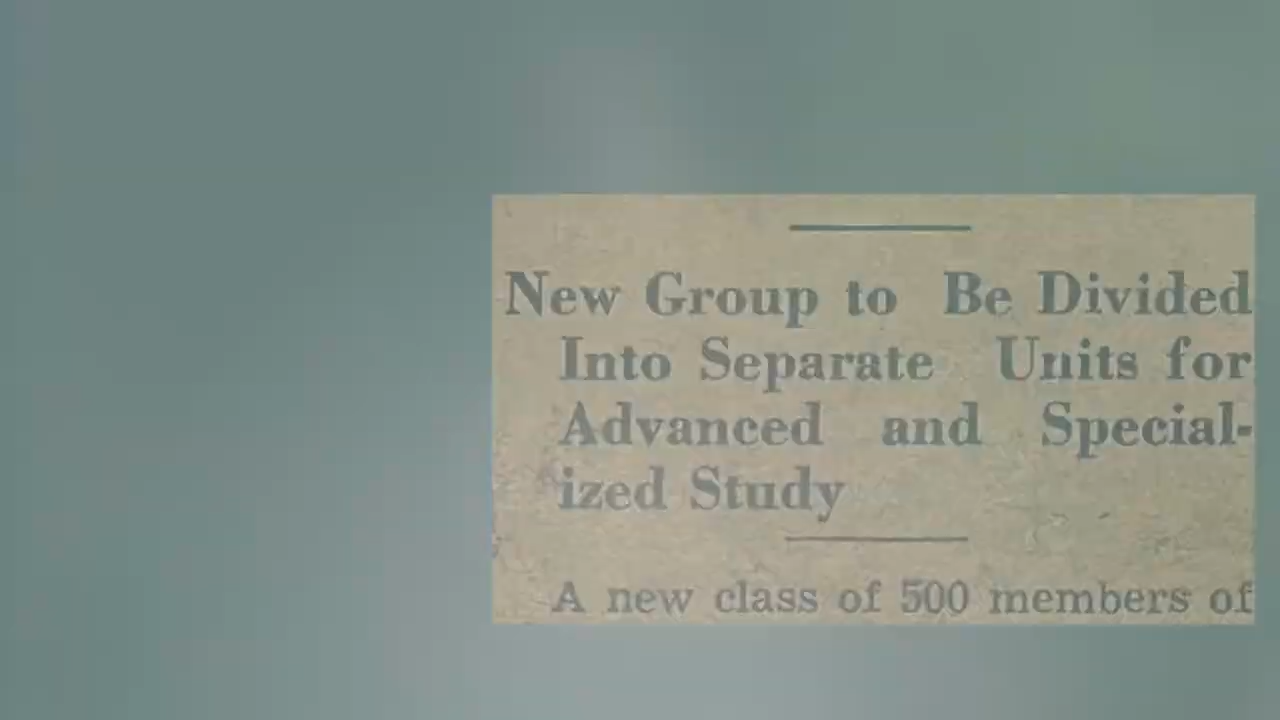 New Group to Be Divided
Into Separate Units for
Advanced and Special-
ized Study
A new class of 500 members of